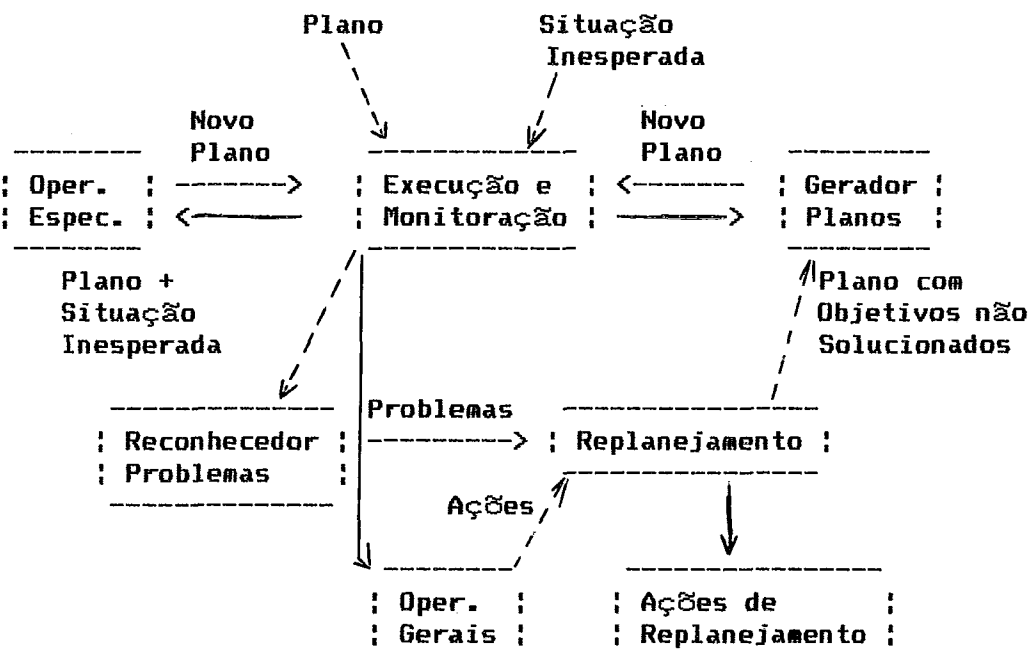 Plano
Situação
Inesperada
Novo
Plano
Novo
Plano
Oper.
Espec.
Execução e
Monitoração
Gerador
Planos
Plano +
Situação
Inesperada
Plano com
Objetivos não
Solucionados
Problemas
Reconhecedor
Problemas
Replanejamento
Ações
Oper.
Gerais
Ações de
Replanejamento